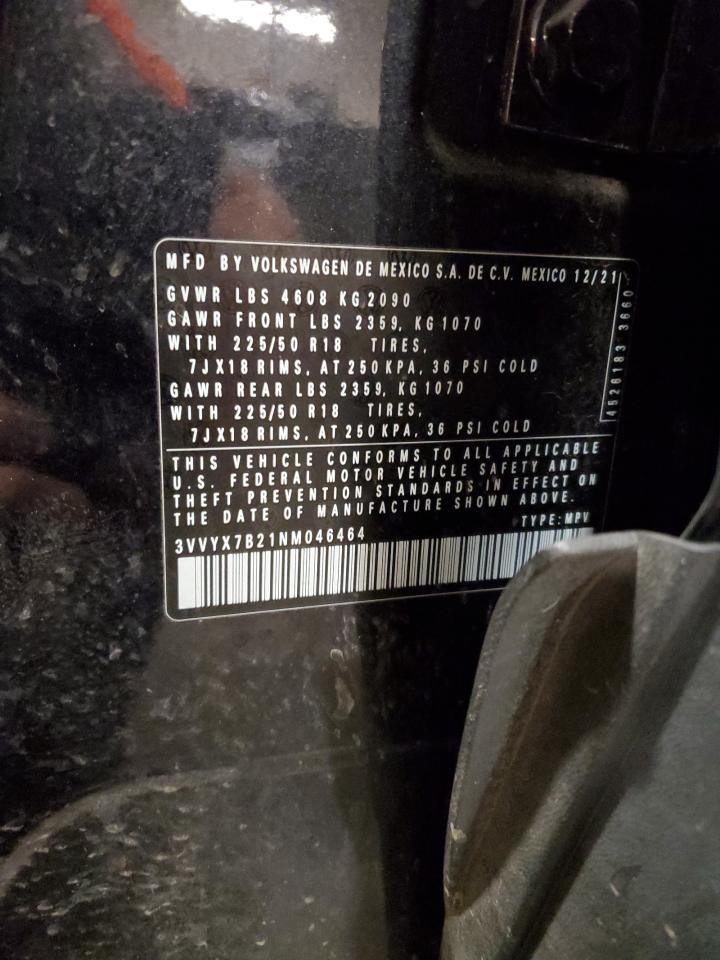 MFD BY VOLKSWAGEN DE MEXICO S.A. DE C.V. MEXICO 12/21
GVWR LBS 4608 KG 2090
GAWR FRONT LBS 2359, KG 1070
WITH 225/50 R18 TIRES,
7JX18 RIMS, AT 250 KPA, 36 PSI COLD
GAWR REAR LBS 2359, KG 1070
WITH 225/50 R18 TIRES,
7JX18 RIMS, AT 250 KPA, 36 PSI COLD
4526183 3660
THIS VEHICLE CONFORMS TO ALL APPLICABLE
U.S. FEDERAL MOTOR VEHICLE SAFETY AND
THEFT PREVENTION STANDARDS IN EFFECT ON
THE DATE OF MANUFACTURE SHOWN ABOVE.
TYPE: MPV
3VVYX7B21NM046464